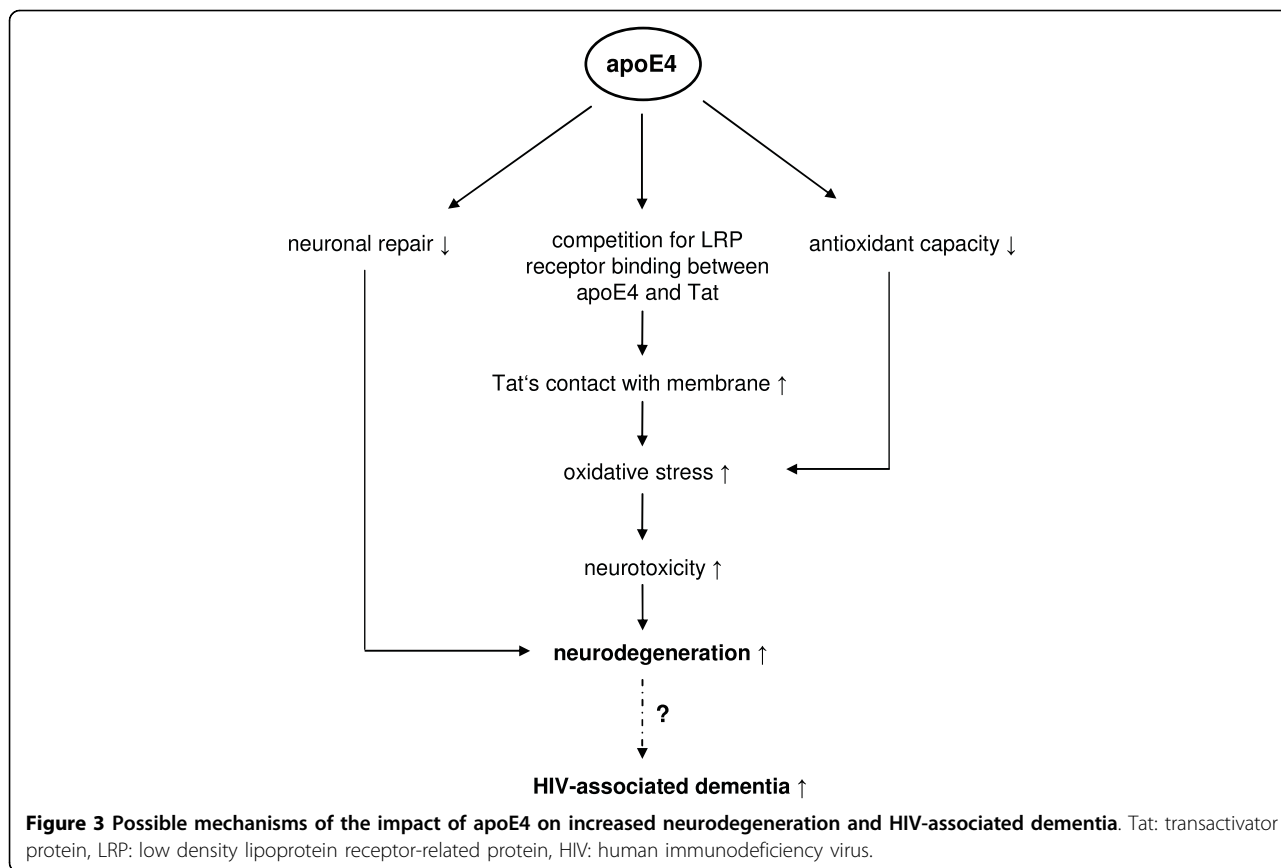 apoE4
neuronal repair ↓
competition for LRP
receptor binding between
apoE4 and Tat
antioxidant capacity ↓
Tat‘s contact with membrane ↑
oxidative stress ↑
neurotoxicity ↑
neurodegeneration ↑
?
HIV-associated dementia ↑
Figure 3 Possible mechanisms of the impact of apoE4 on increased neurodegeneration and HIV-associated dementia. Tat: transactivator
protein, LRP: low density lipoprotein receptor-related protein, HIV: human immunodeficiency virus.